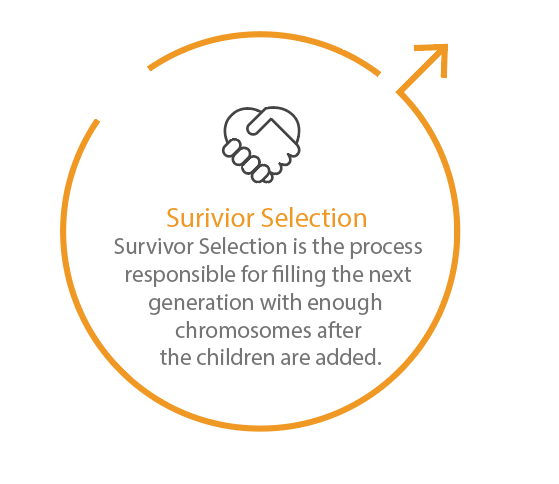 Surivior Selection
Survivor Selection is the process
responsible for filling the next
generation with enough
chromosomes after
the children are added.